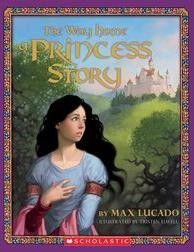 The Way Home
a Princess
Story
BY MAX LUCADO
ILLUSTRATED BY TRISTAN ELWELL
SCHOLASTIC